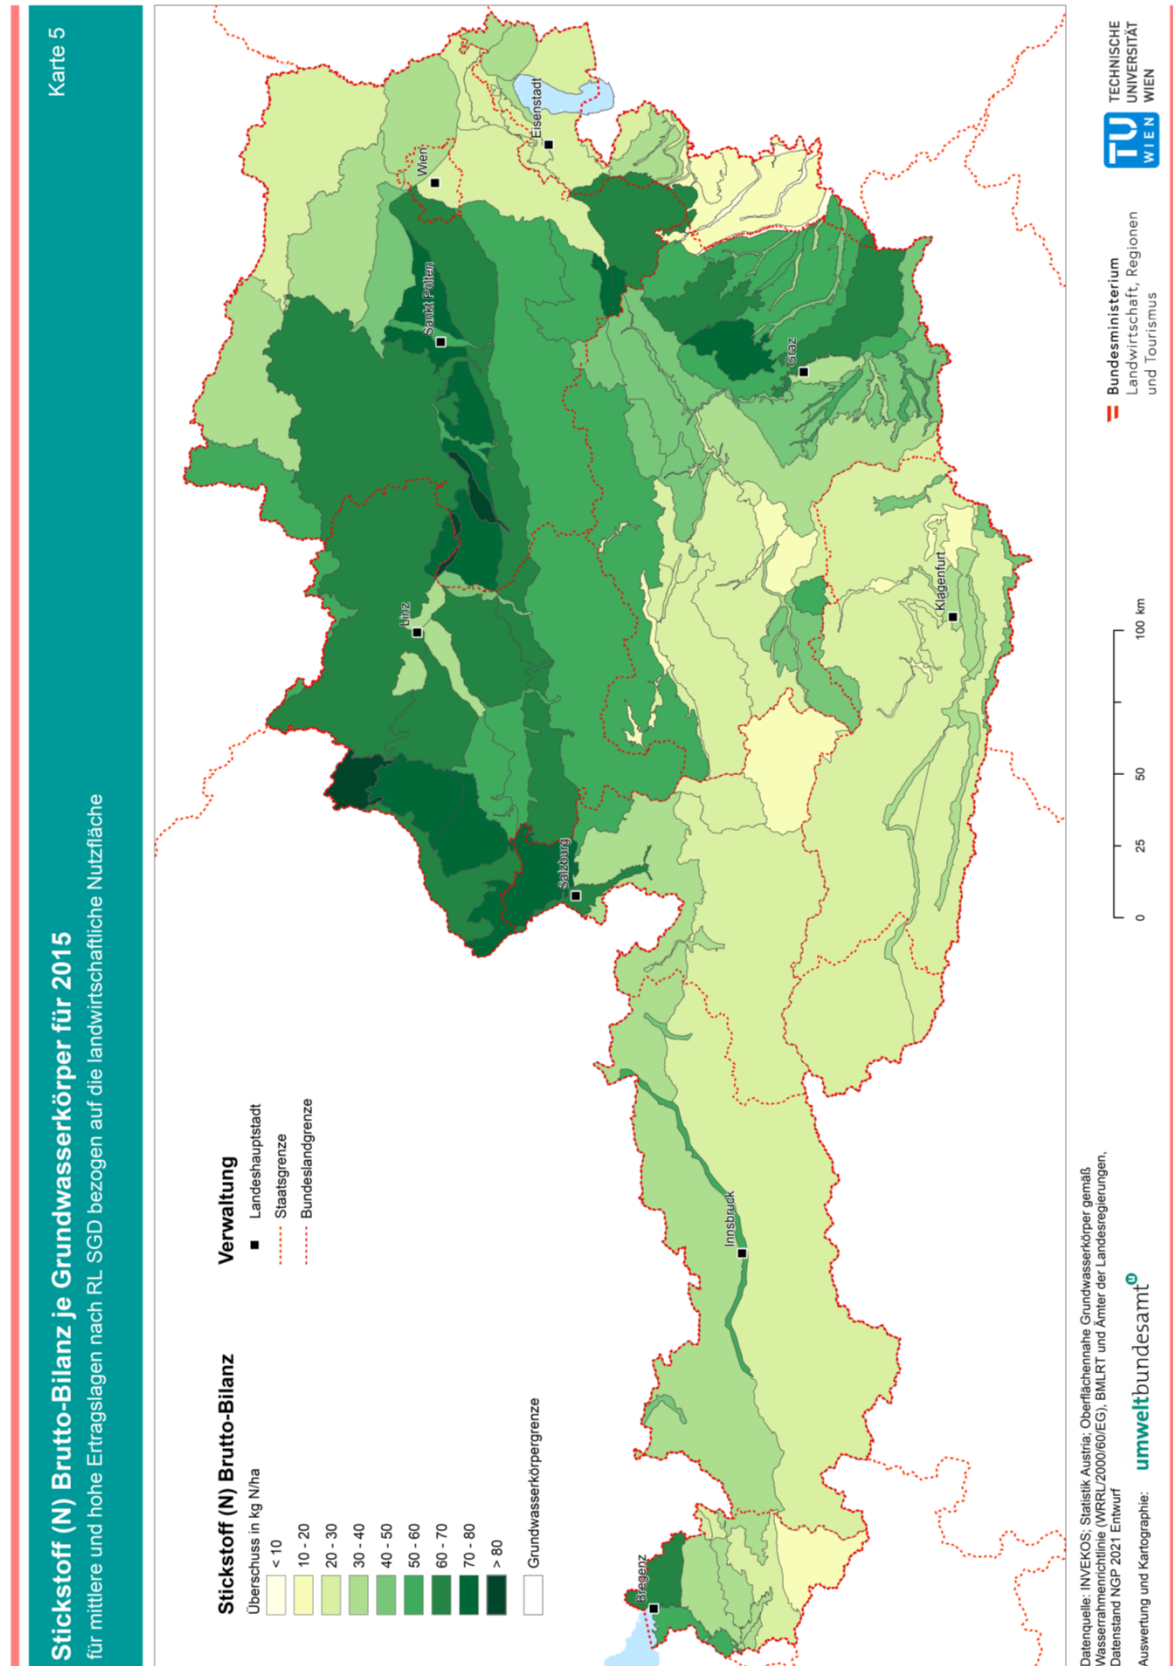 Karte 5
Stickstoff (N) Brutto-Bilanz je Grundwasserkörper für 2015
für mittlere und hohe Ertragslagen nach RL SGD bezogen auf die landwirtschaftliche Nutzfläche
Stickstoff (N) Brutto-Bilanz
Überschuss in kg N/ha
< 10
10 - 20
20 - 30
30 - 40
40 - 50
50 - 60
60 - 70
70 - 80
> 80
Grundwasserkörpergrenze
Verwaltung
Landeshauptstadt
Staatsgrenze
Bundeslandgrenze
Bregenz
Innsbruck
Salzburg
Linz
Sankt Pölten
Wien
Eisenstadt
Graz
Klagenfurt
0 25 50 100 km
Datenquelle: INVEKOS; Statistik Austria; Oberflächennahe Grundwasserkörper gemäß
Wasserrahmenrichtlinie (WRRL/2000/60/EG), BMLRT und Ämter der Landesregierungen,
Datenstand NGP 2021 Entwurf
Auswertung und Kartographie:
umweltbundesamt u
Bundesministerium
Landwirtschaft, Regionen
und Tourismus
TU
WIEN
TECHNISCHE
UNIVERSITÄT
WIEN